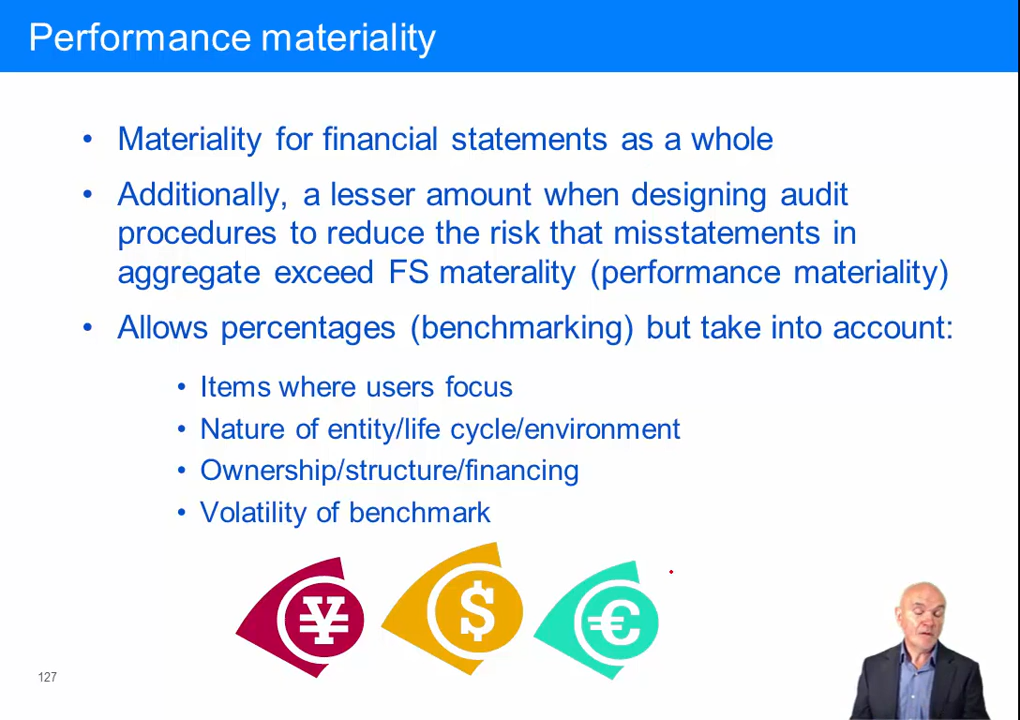 Performance materiality
• Materiality for financial statements as a whole
• Additionally, a lesser amount when designing audit
procedures to reduce the risk that misstatements in
aggregate exceed FS materality (performance materiality)
• Allows percentages (benchmarking) but take into account:
• Items where users focus
• Nature of entity/life cycle/environment
• Ownership/structure/financing
• Volatility of benchmark
¥ $ €
127